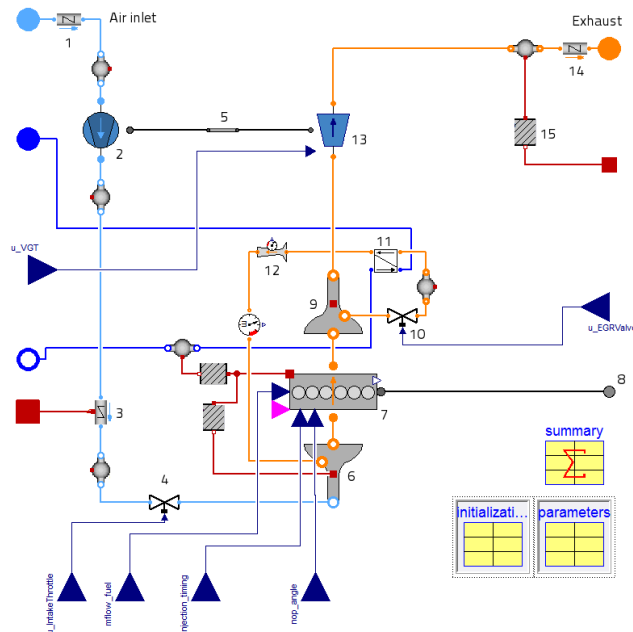 Air inlet
Exhaust
1
14
5
2
13
15
u_VGT
11
12
9
10
u_EGRValve
3
8
7
summary
6
4
initializati...
parameters
u_IntakeThrottle
mflow_fuel
njection_timing
nop_angle